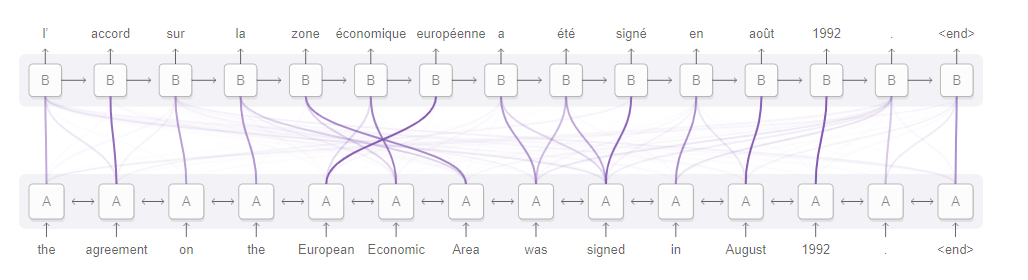 l' accord sur la zone économique européenne a été signé en août 1992 . <end>
B B B B B B B B B B B B B B B
A A A A A A A A A A A A A A
the agreement on the European Economic Area was signed in August 1992 . <end>